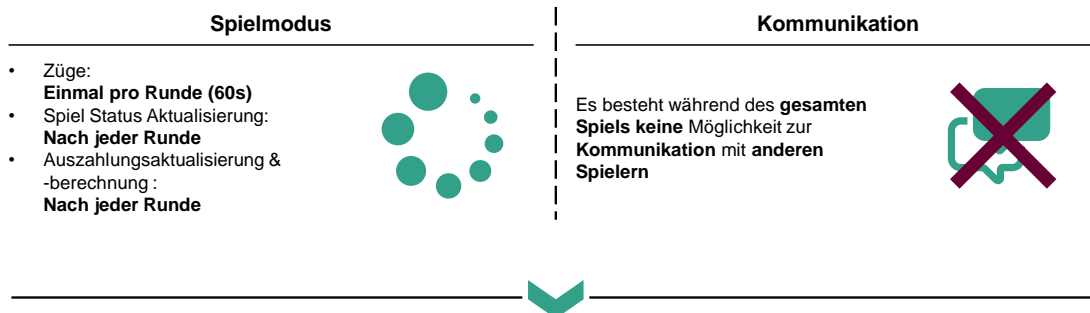 Spielmodus
• Züge:
Einmal pro Runde (60s)
• Spiel Status Aktualisierung:
Nach jeder Runde
• Auszahlungsaktualisierung &
-berechnung :
Nach jeder Runde
Kommunikation
Es besteht während des gesamten
Spiels keine Möglichkeit zur
Kommunikation mit anderen
Spielern